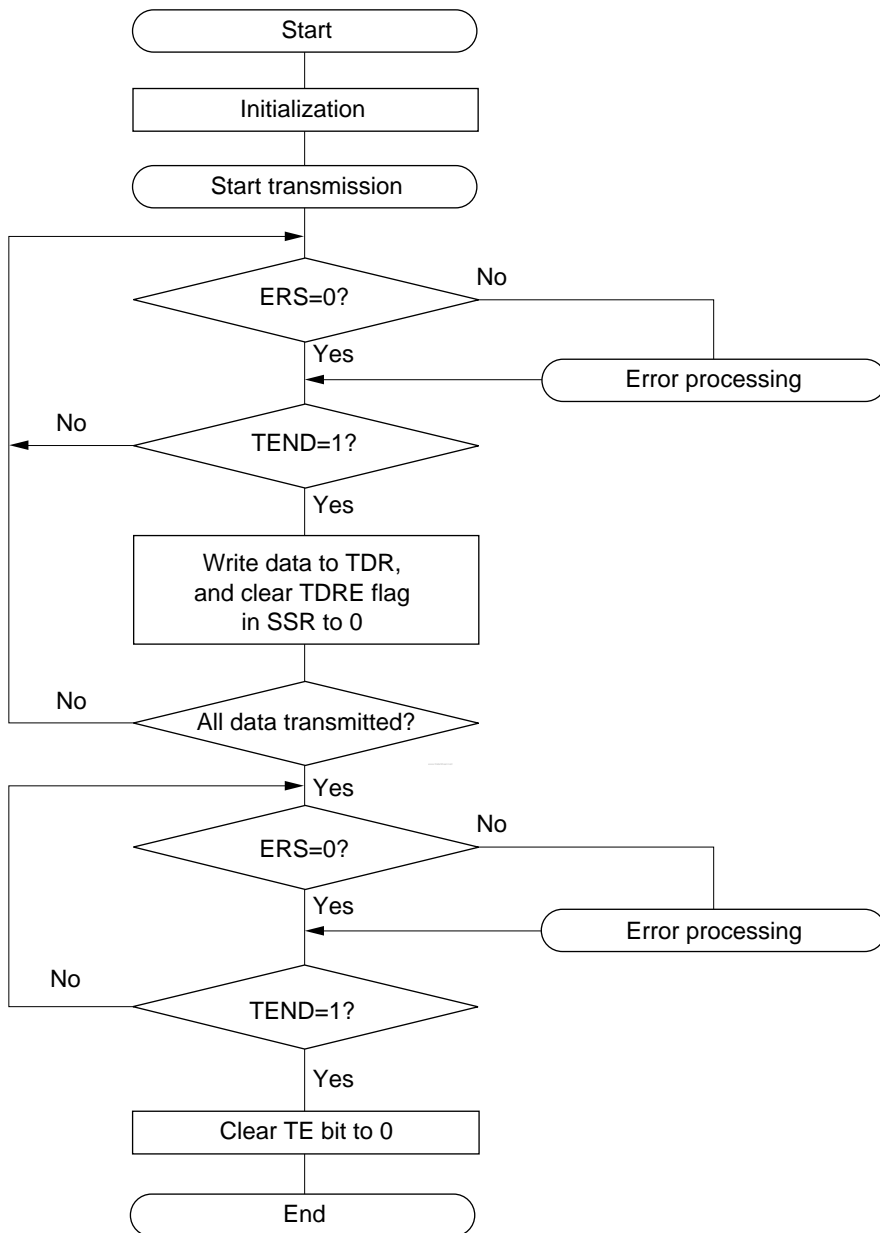 Start
Initialization
Start transmission
ERS=0?
No
Yes
Error processing
No
TEND=1?
Yes
Write data to TDR,
and clear TDRE flag
in SSR to 0
No
All data transmitted?
Yes
ERS=0?
No
Yes
Error processing
No
TEND=1?
Yes
Clear TE bit to 0
End